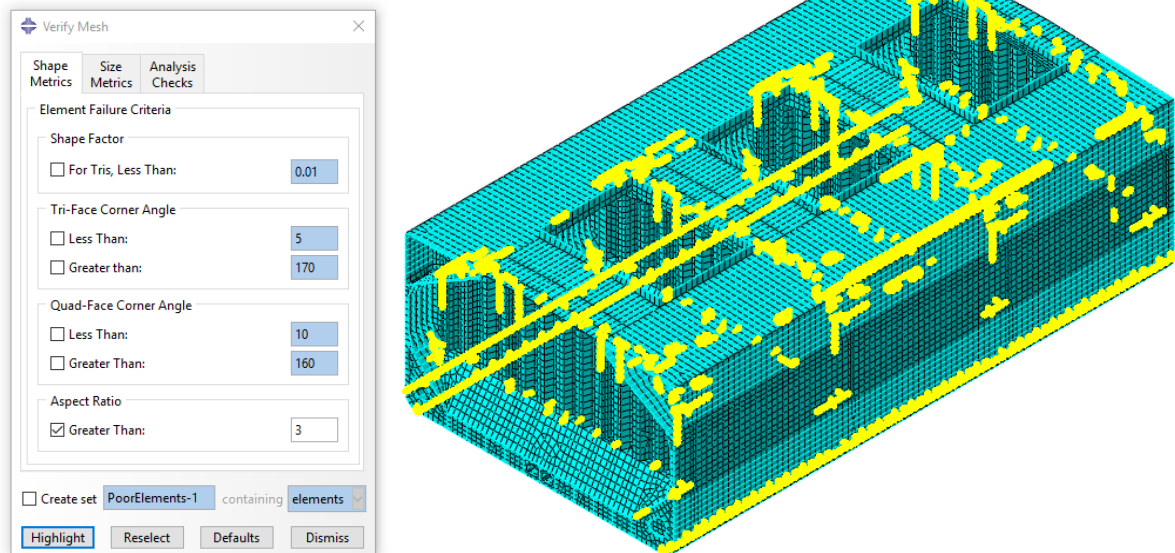 Verify Mesh
Shape Metrics
Size Metrics
Analysis Checks
Element Failure Criteria
Shape Factor
For Tris, Less Than: 0.01
Tri-Face Corner Angle
Less Than: 5
Greater than: 170
Quad-Face Corner Angle
Less Than: 10
Greater Than: 160
Aspect Ratio
Greater Than: 3
Create set PoorElements-1 containing elements
Highlight Reselect Defaults Dismiss